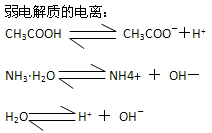 弱电解质的电离：
CH₃COOH ⇌ CH₃COO⁻+H⁺
NH₃·H₂O ⇌ NH4+ + OH—
H₂O ⇌ H⁺ + OH⁻